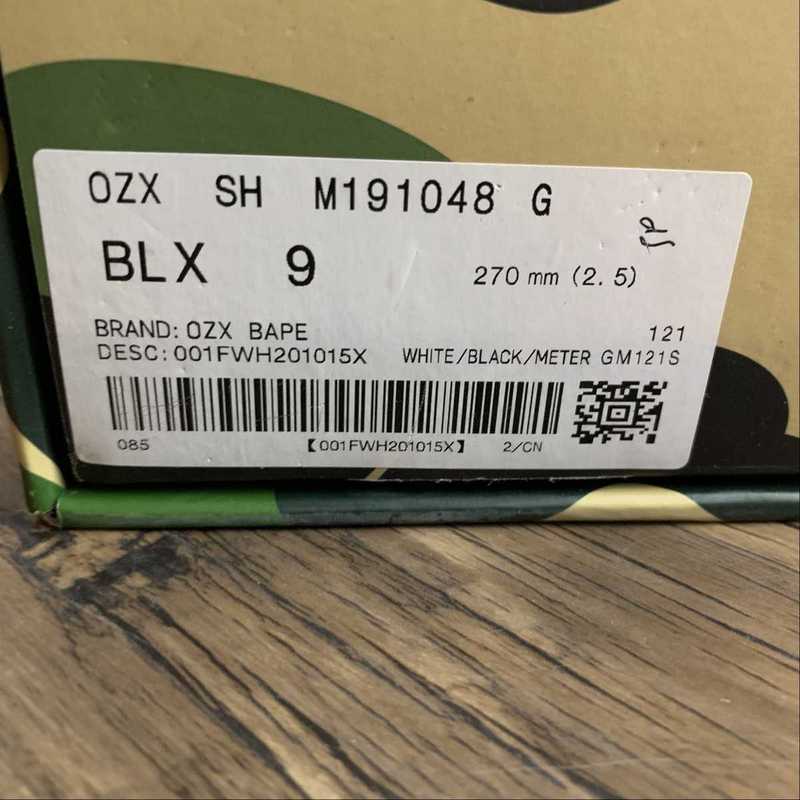 OZX SH M191048 G
BLX 9 270 mm (2.5)
BRAND: OZX BAPE 121
DESC: 001FWH201015X WHITE/BLACK/METER GM121S
085 【001FWH201015X】 2/CN